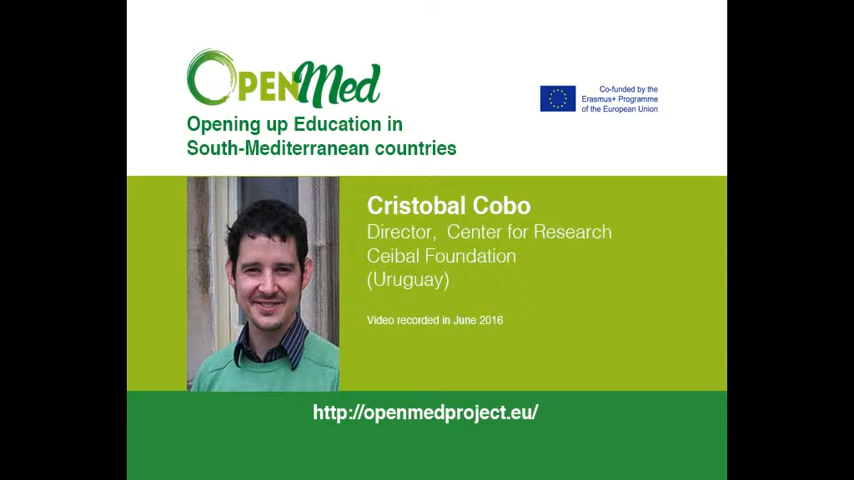 OPENMed
Opening up Education in
South-Mediterranean countries
Co-funded by the
Erasmus+ Programme
of the European Union
Cristobal Cobo
Director, Center for Research
Ceibal Foundation
(Uruguay)
Video recorded in June 2016
http://openmedproject.eu/